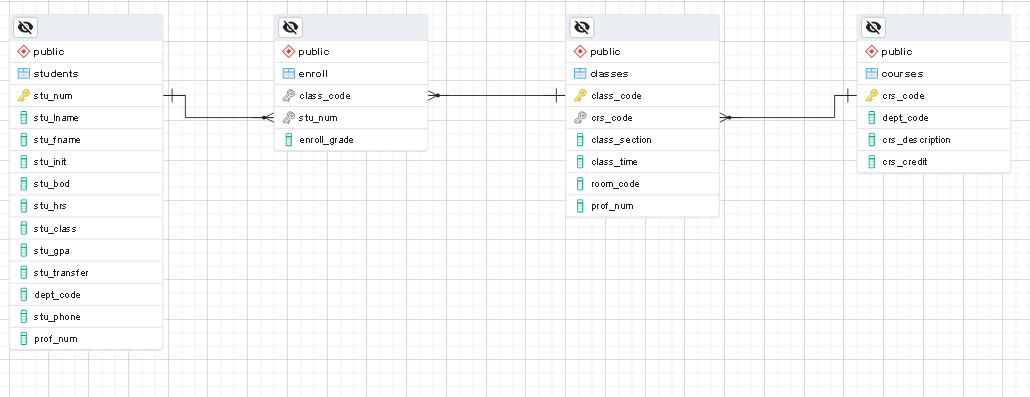 public
students
stu_num
stu_lname
stu_fname
stu_init
stu_bod
stu_hrs
stu_class
stu_gpa
stu_transfer
dept_code
stu_phone
prof_num
public
enroll
class_code
stu_num
enroll_grade
public
classes
class_code
crs_code
class_section
class_time
room_code
prof_num
public
courses
crs_code
dept_code
crs_description
crs_credit